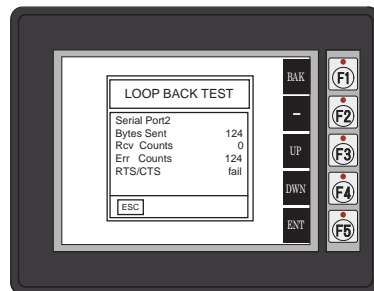 LOOP BACK TEST
Serial Port2
Bytes Sent 124
Rcv Counts 0
Err Counts 124
RTS/CTS fail
ESC
BAK
–
UP
DWN
ENT
F1
F2
F3
F4
F5